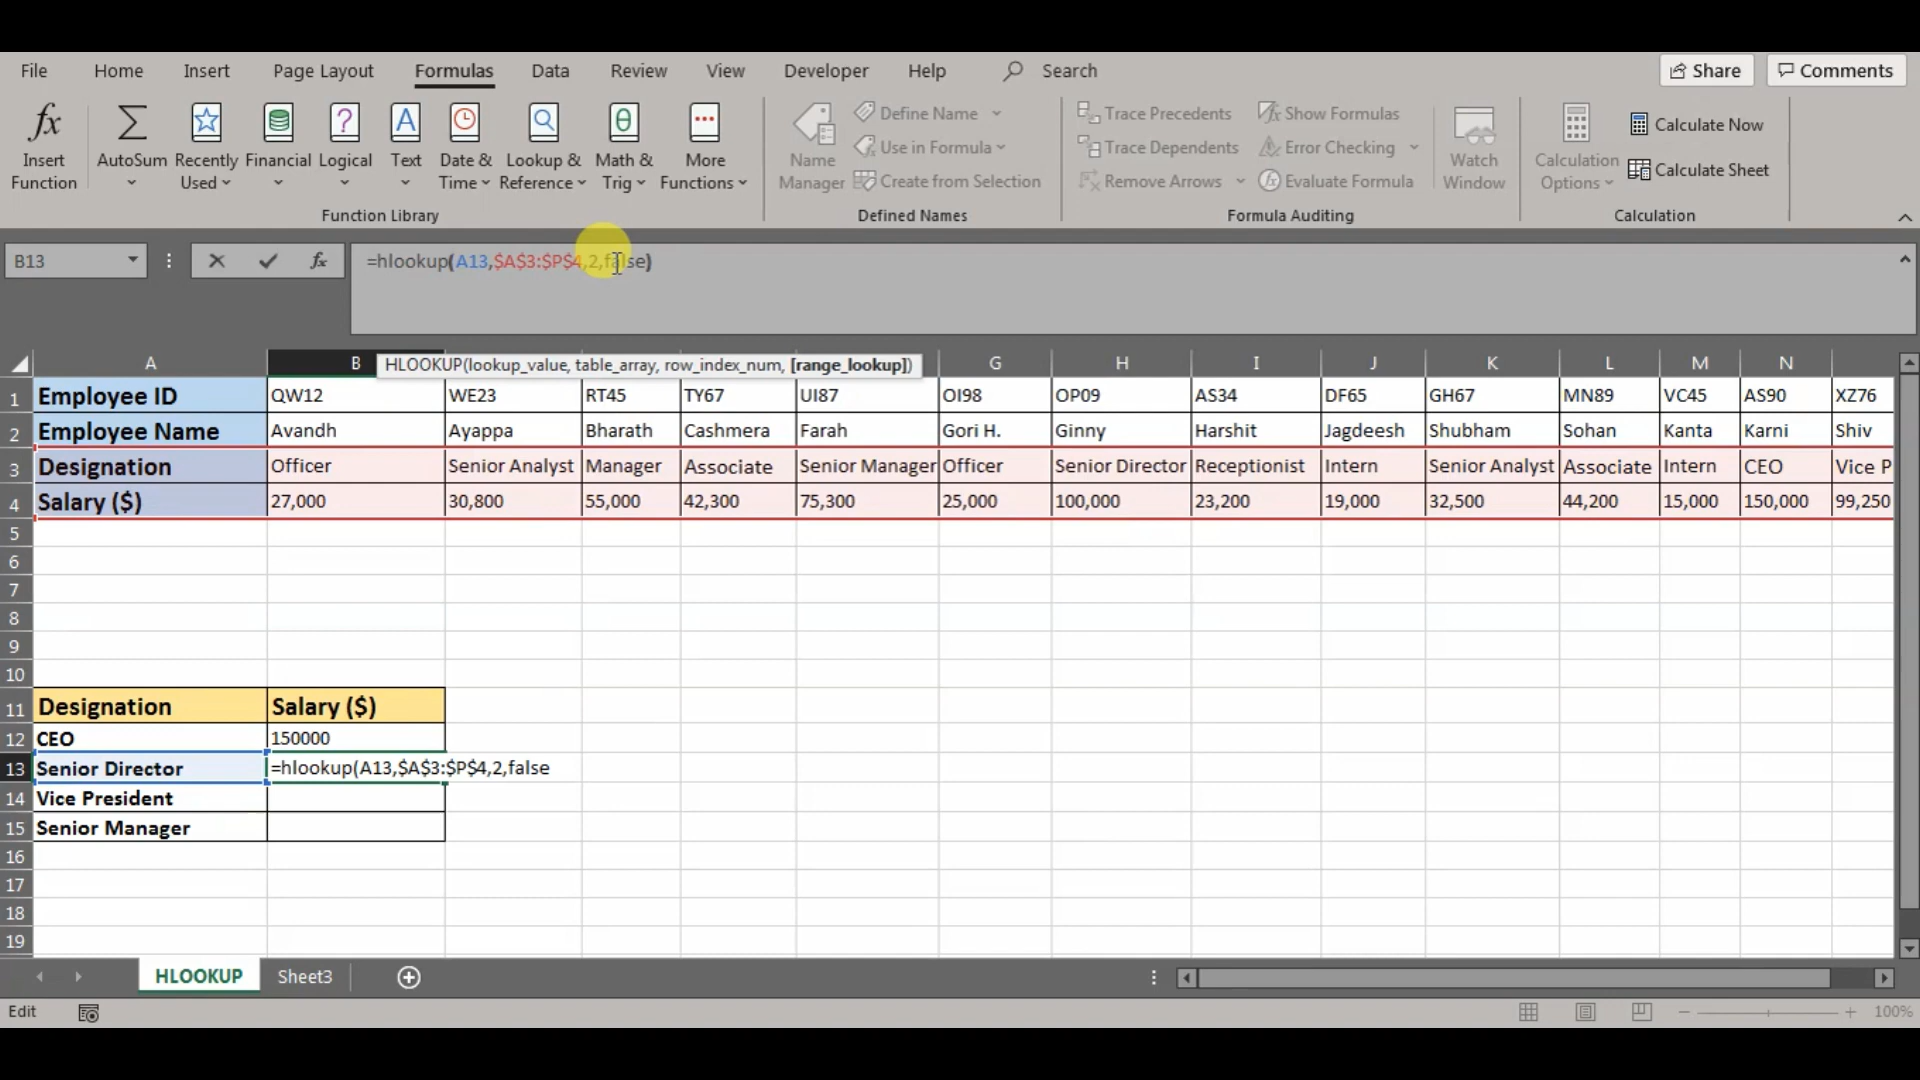 File Home Insert Page Layout Formulas Data Review View Developer Help Search Share Comments
Insert Function
AutoSum
Recently Used
Financial
Logical
Text
Date & Time
Lookup & Reference
Math & Trig
More Functions
Name Manager
Define Name
Use in Formula
Create from Selection
Trace Precedents
Trace Dependents
Remove Arrows
Show Formulas
Error Checking
Evaluate Formula
Watch Window
Calculation Options
Calculate Now
Calculate Sheet
Function Library Defined Names Formula Auditing Calculation
B13 fx =hlookup(A13,$A$3:$P$4,2,false)
A B G H I J K L M N
HLOOKUP(lookup_value, table_array, row_index_num, [range_lookup])
1 Employee ID QW12 WE23 RT45 TY67 UI87 OI98 OP09 AS34 DF65 GH67 MN89 VC45 AS90 XZ76
2 Employee Name Avandh Ayappa Bharath Cashmera Farah Gori H. Ginny Harshit Jagdeesh Shubham Sohan Kanta Karni Shiv
3 Designation Officer Senior Analyst Manager Associate Senior Manager Officer Senior Director Receptionist Intern Senior Analyst Associate Intern CEO Vice P
4 Salary ($) 27,000 30,800 55,000 42,300 75,300 25,000 100,000 23,200 19,000 32,500 44,200 15,000 150,000 99,250
5
6
7
8
9
10
11 Designation Salary ($)
12 CEO 150000
13 Senior Director =hlookup(A13,$A$3:$P$4,2,false
14 Vice President
15 Senior Manager
16
17
18
19
HLOOKUP Sheet3
Edit 100%